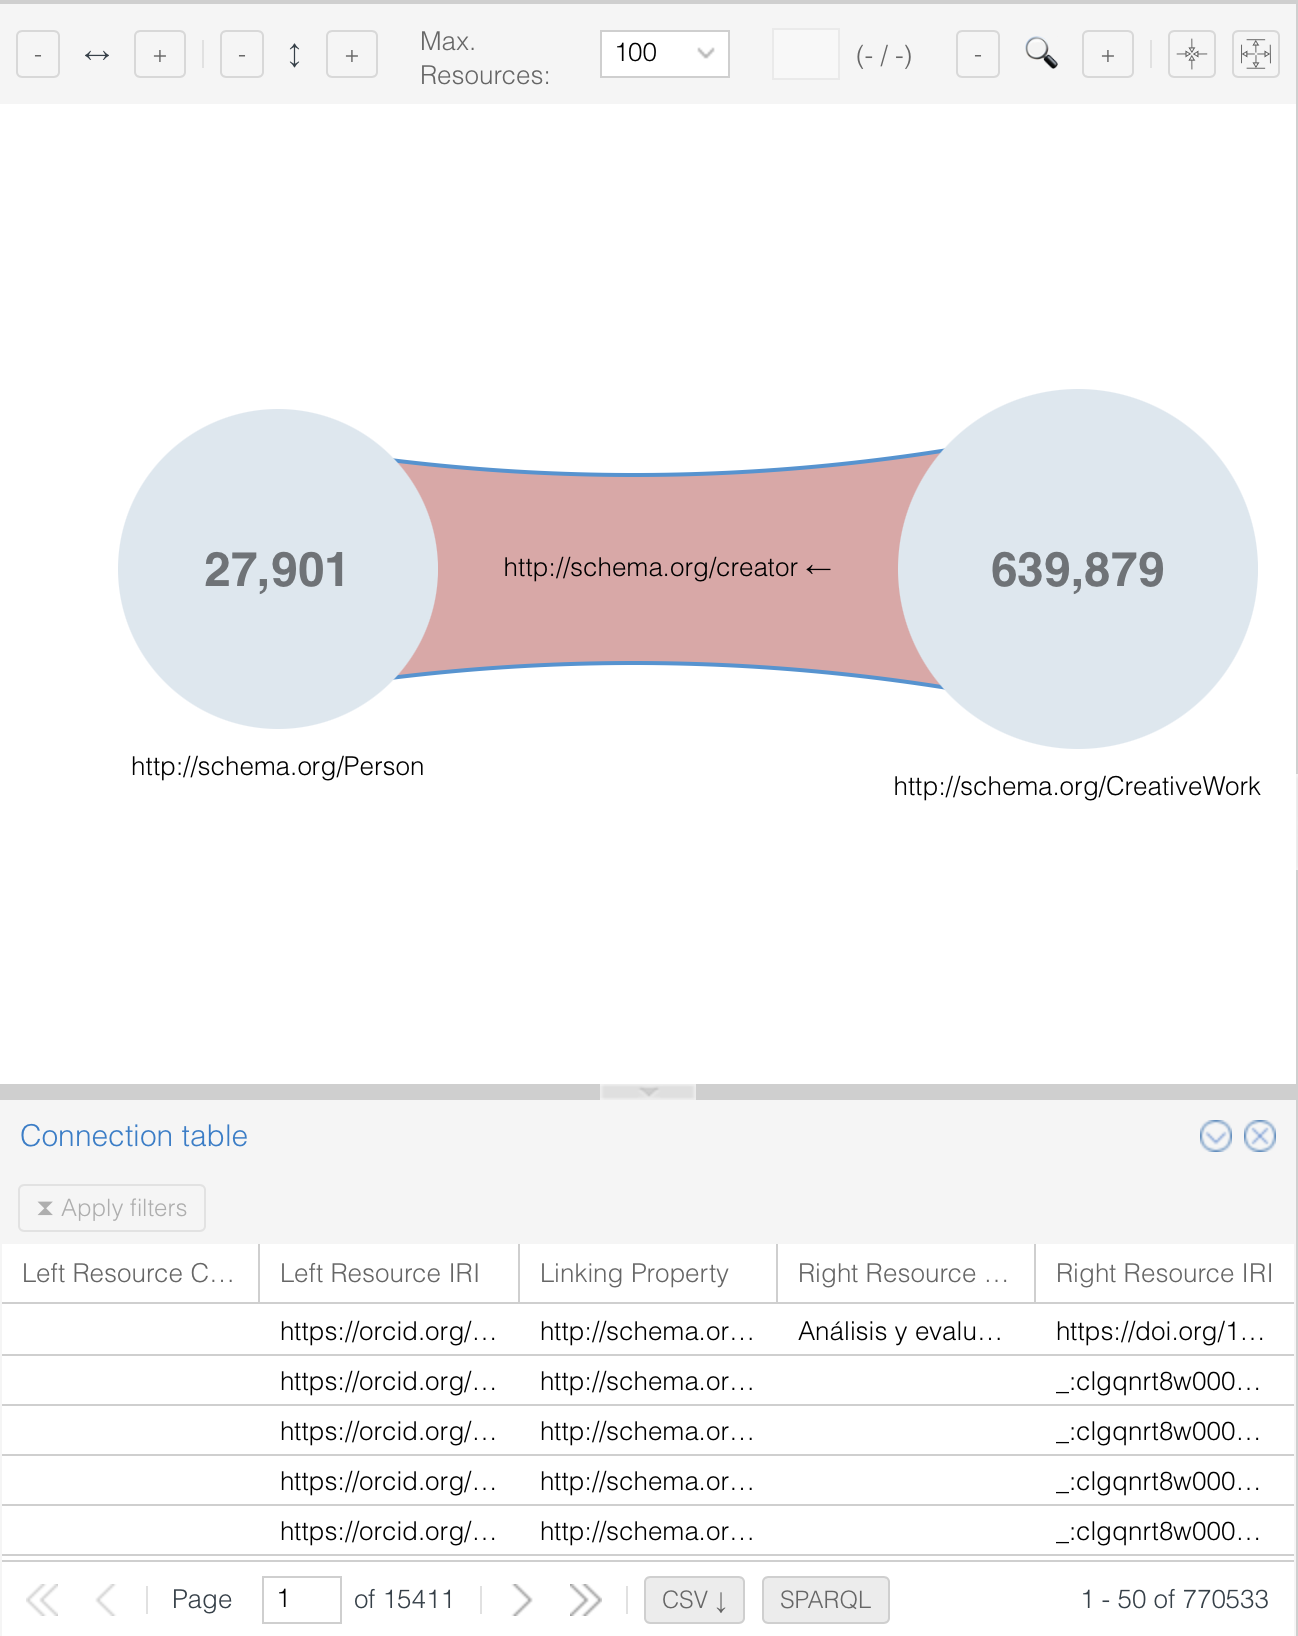 - ↔ + - ↕ + Max. Resources: 100 (- / -) - +
27,901 http://schema.org/creator ← 639,879
http://schema.org/Person
http://schema.org/CreativeWork
Connection table
Apply filters
Left Resource C... Left Resource IRI Linking Property Right Resource ... Right Resource IRI
https://orcid.org/... http://schema.or... Análisis y evalu... https://doi.org/1...
https://orcid.org/... http://schema.or... _:clgqnrt8w000...
https://orcid.org/... http://schema.or... _:clgqnrt8w000...
https://orcid.org/... http://schema.or... _:clgqnrt8w000...
https://orcid.org/... http://schema.or... _:clgqnrt8w000...
Page 1 of 15411 CSV ↓ SPARQL 1 - 50 of 770533